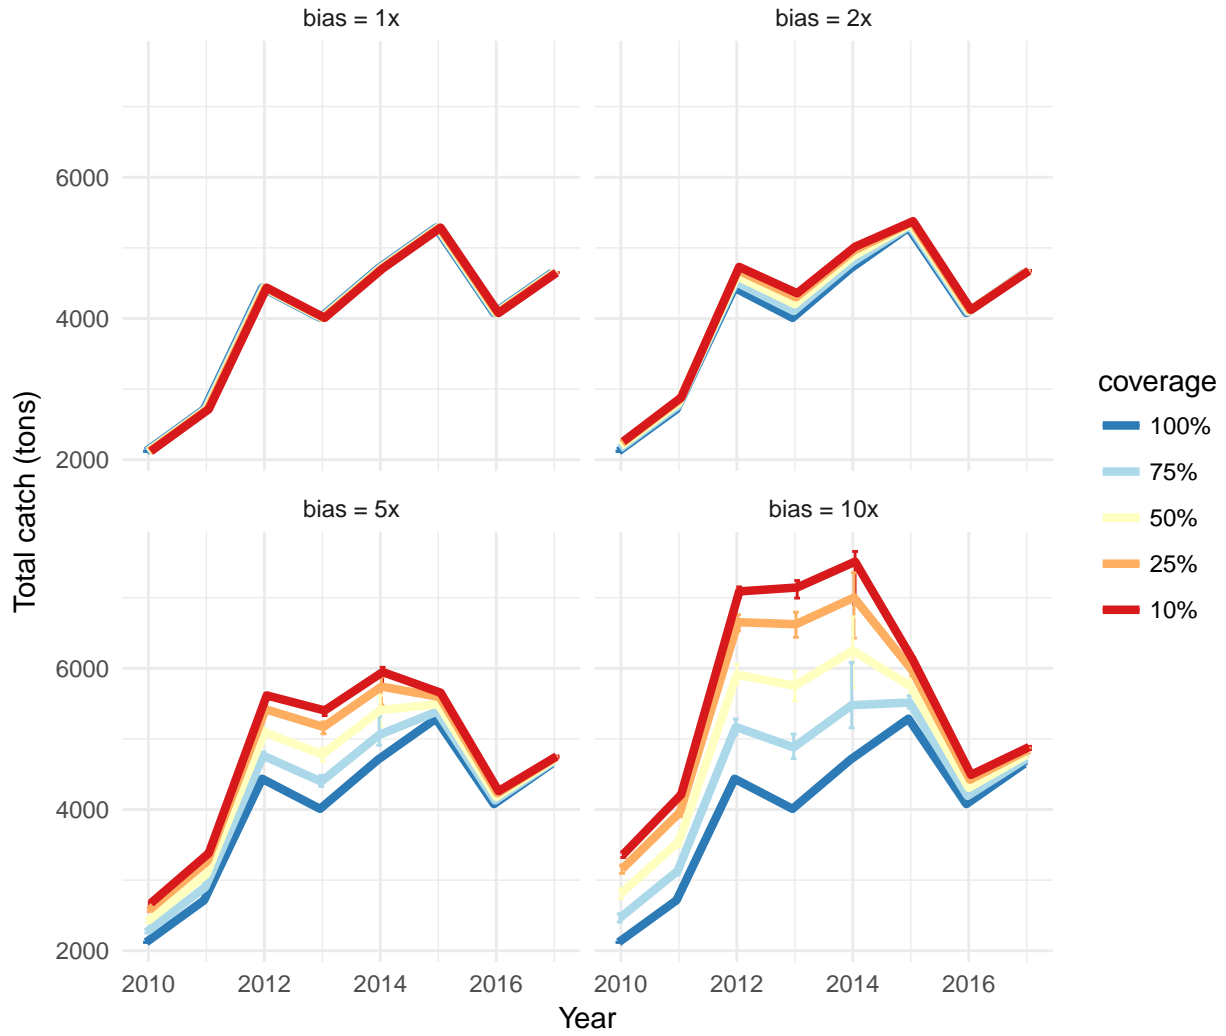 bias = 1x
bias = 2x
6000
4000
2000
bias = 5x
bias = 10x
6000
4000
2000
2010
2012
2014
2016
2010
2012
2014
2016
Total catch (tons)
Year
coverage
100%
75%
50%
25%
10%